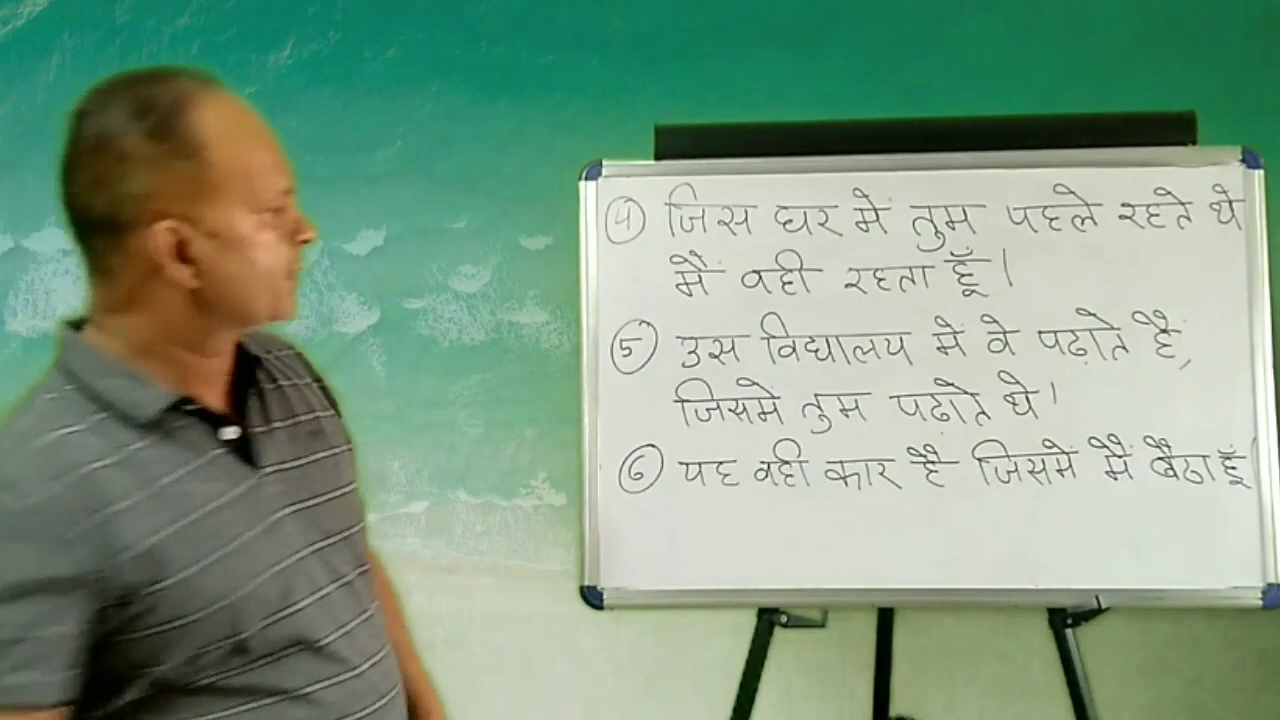 ④ जिस घर में तुम पहले रहते थे
मैं वही रहता हूँ।
⑤ उस विद्यालय में वे पढ़ाते हैं,
जिसमें तुम पढ़ाते थे।
⑥ यह वही कार है जिसमें मैं बैठा हूँ।